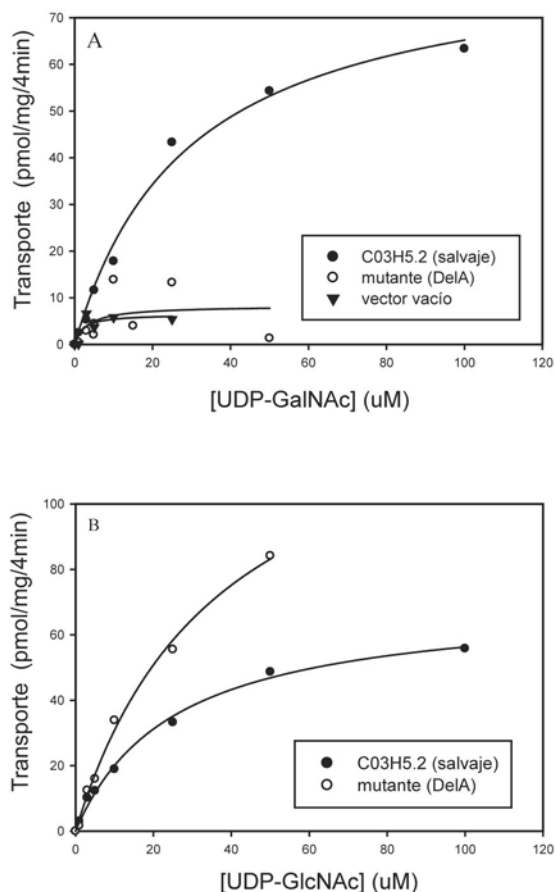 A
Transporte (pmol/mg/4min)
70
60
50
40
30
20
10
0
C03H5.2 (salvaje)
mutante (DelA)
vector vacío
0 20 40 60 80 100 120
[UDP-GalNAc] (uM)
B
Transporte (pmol/mg/4min)
100
80
60
40
20
0
C03H5.2 (salvaje)
mutante (DelA)
0 20 40 60 80 100 120
[UDP-GlcNAc] (uM)